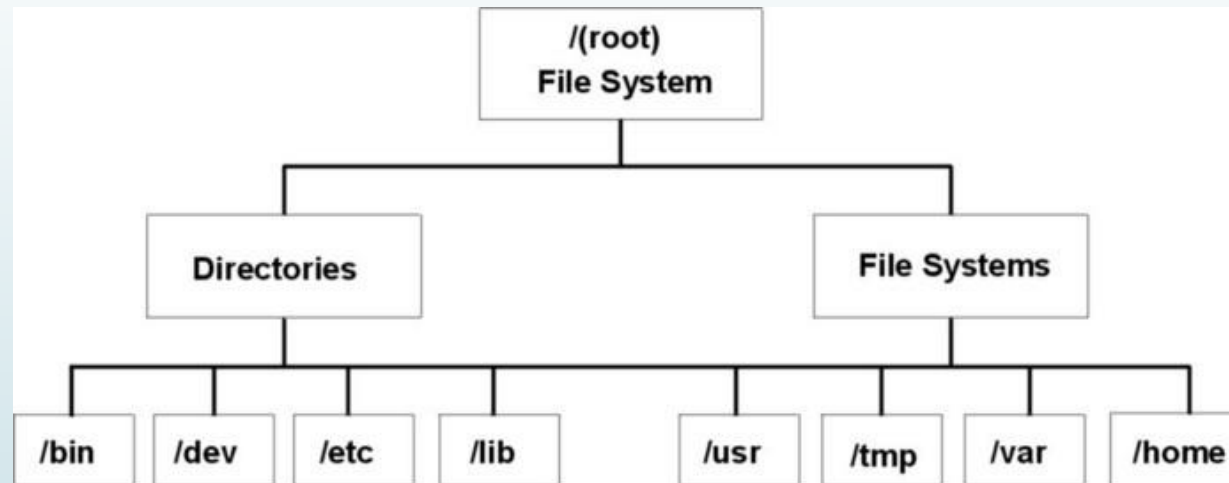 /(root)
File System
Directories
File Systems
/bin
/dev
/etc
/lib
/usr
/tmp
/var
/home